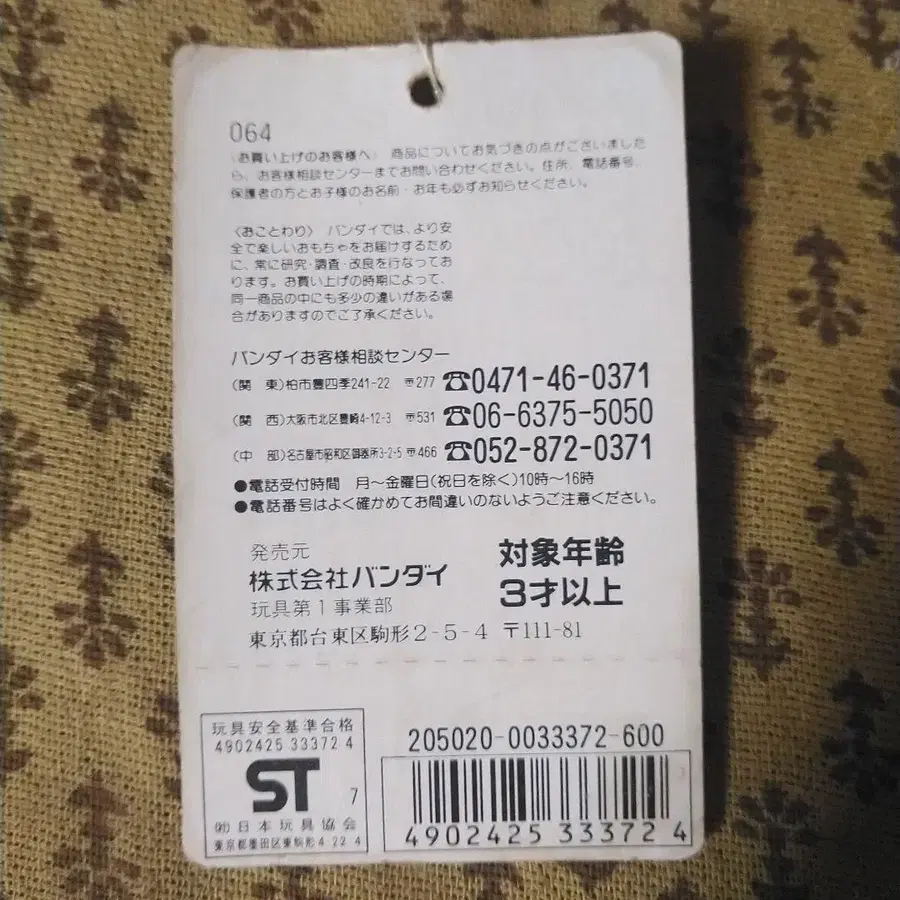 064
〈お買い上げのお客様へ〉 商品についてお気づきの点がございました
ら、お客様相談センターまでお問い合わせください。住所、電話番号、
保護者の方とお子様のお名前・お年も必ずお知らせください。
〈おことわり〉 バンダイでは、より安
全で楽しいおもちゃをお届けするため
に、常に研究・調査・改良を行なってお
ります。お買い上げの時期によって、
同一商品の中にも多少の違いがある場
合がありますのでご了承ください。
バンダイお客様相談センター
(関 東)柏市豊四季241-22 〒277 ☎0471-46-0371
(関 西)大阪市北区豊崎4-12-3 〒531 ☎06-6375-5050
(中 部)名古屋市昭和区御器所3-2-5 〒466 ☎052-872-0371
●電話受付時間 月〜金曜日(祝日を除く)10時〜16時
●電話番号はよく確かめてお間違いのないようご注意ください。
発売元
株式会社バンダイ
玩具第1事業部
東京都台東区駒形2-5-4 〒111-81
対象年齢
3才以上
玩具安全基準合格
4902425 33372 4
ST 7
㈳日本玩具協会
東京都墨田区東駒形4 22 4
205020-0033372-600
4902425 333724